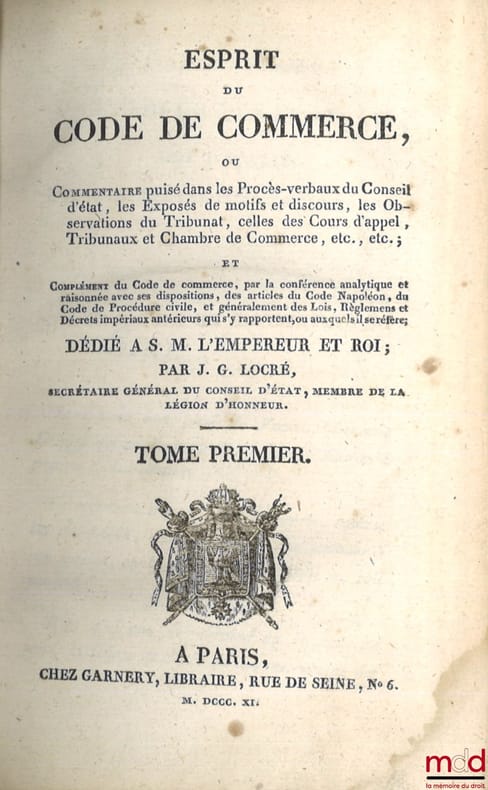 ESPRIT
DU
CODE DE COMMERCE,
OU
COMMENTAIRE puisé dans les Procès-verbaux du Conseil
d'état, les Exposés de motifs et discours, les Ob-
servations du Tribunat, celles des Cours d'appel,
Tribunaux et Chambre de Commerce, etc., etc.;
ET
COMPLÉMENT du Code de commerce, par la conférence analytique et
raisonnée avec ses dispositions, des articles du Code Napoléon, du
Code de Procédure civile, et généralement des Lois, Règlemens et
Décrets impériaux antérieurs qui s'y rapportent, ou auxquels il se réfère;
DÉDIÉ A S. M. L'EMPEREUR ET ROI;
PAR J. G. LOCRÉ,
SECRÉTAIRE GÉNÉRAL DU CONSEIL D'ÉTAT, MEMBRE DE LA
LÉGION D'HONNEUR.
TOME PREMIER.
A PARIS,
CHEZ GARNERY, LIBRAIRE, RUE DE SEINE, No 6.
M. DCCC. XI.
mdd
la mémoire du droit